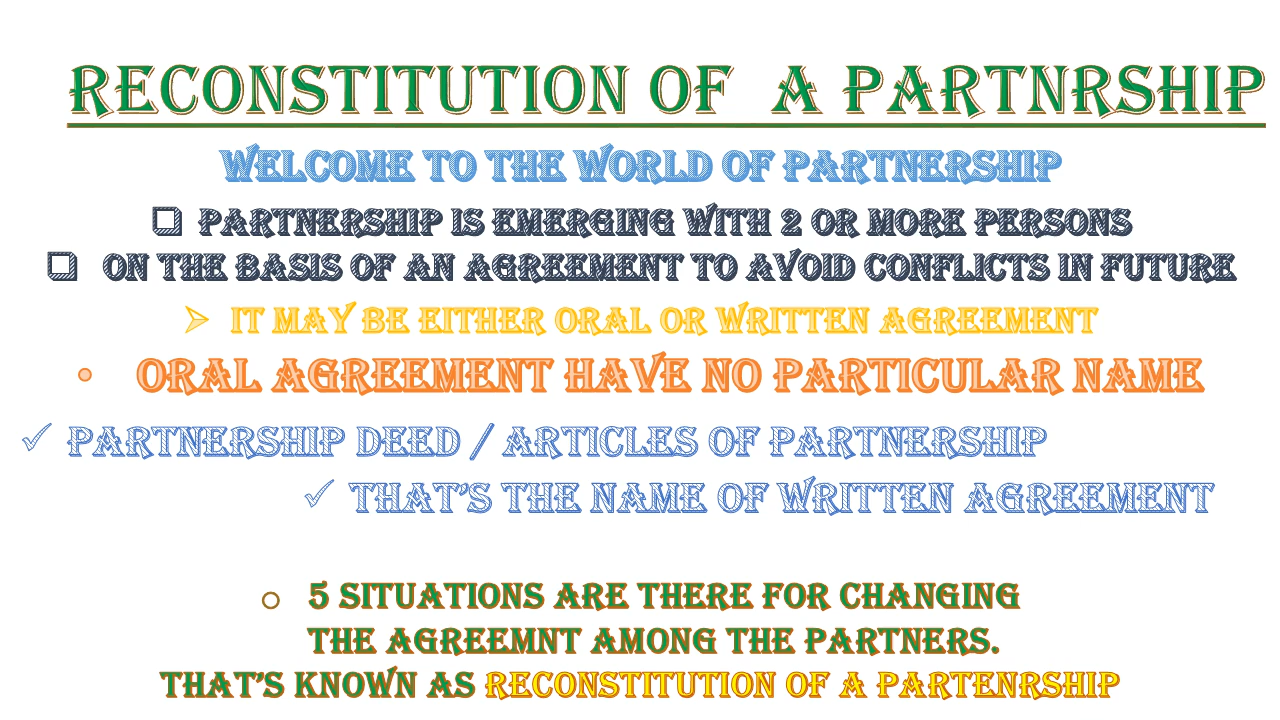 RECONSTITUTION OF A PARTNRSHIP
WELCOME TO THE WORLD OF PARTNERSHIP
PARTNERSHIP IS EMERGING WITH 2 OR MORE PERSONS
ON THE BASIS OF AN AGREEMENT TO AVOID CONFLICTS IN FUTURE
IT MAY BE EITHER ORAL OR WRITTEN AGREEMENT
ORAL AGREEMENT HAVE NO PARTICULAR NAME
PARTNERSHIP DEED / ARTICLES OF PARTNERSHIP
THAT'S THE NAME OF WRITTEN AGREEMENT
5 SITUATIONS ARE THERE FOR CHANGING
THE AGREEMNT AMONG THE PARTNERS.
THAT'S KNOWN AS RECONSTITUTION OF A PARTENRSHIP